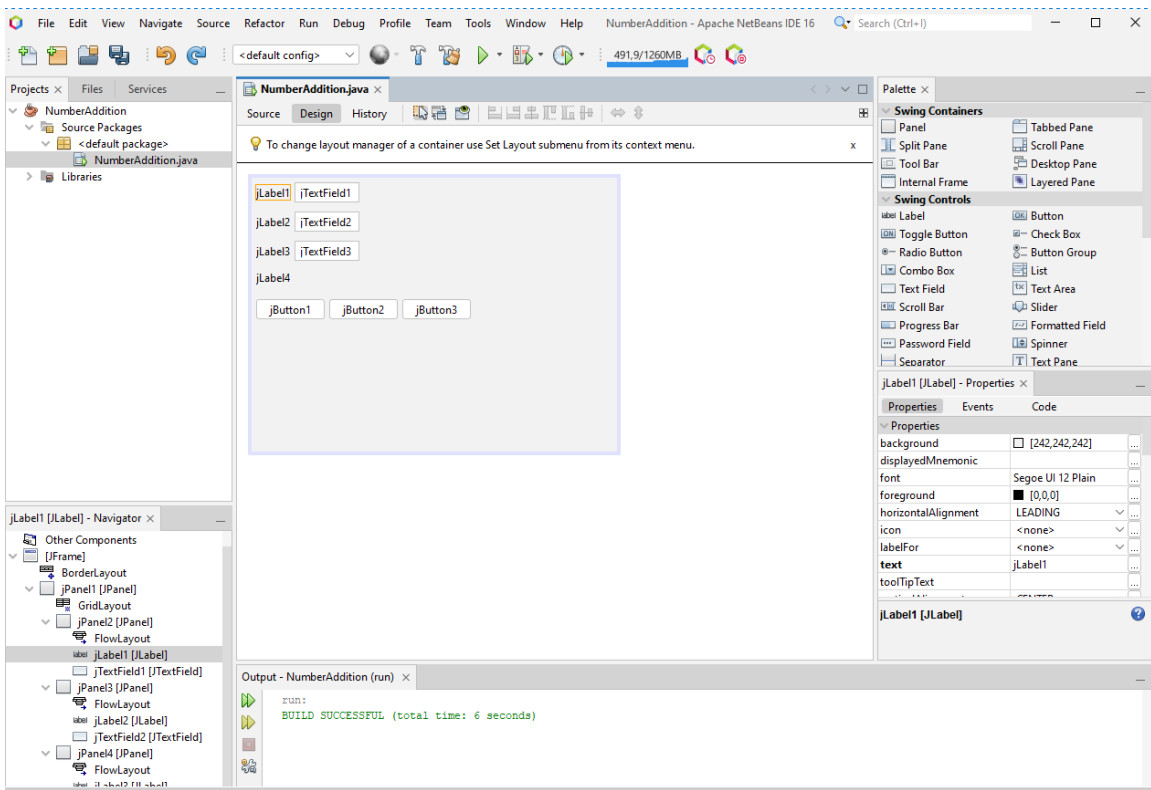 File Edit View Navigate Source Refactor Run Debug Profile Team Tools Window Help NumberAddition - Apache NetBeans IDE 16 Search (Ctrl+I)
<default config> 491,9/1260MB
Projects Files Services
NumberAddition
Source Packages
<default package>
NumberAddition.java
Libraries
NumberAddition.java
Source Design History
To change layout manager of a container use Set Layout submenu from its context menu. x
jLabel1 jTextField1
jLabel2 jTextField2
jLabel3 jTextField3
jLabel4
jButton1 jButton2 jButton3
Palette
Swing Containers
Panel Tabbed Pane
Split Pane Scroll Pane
Tool Bar Desktop Pane
Internal Frame Layered Pane
Swing Controls
label Label OK Button
ON Toggle Button Check Box
Radio Button Button Group
Combo Box List
Text Field Text Area
Scroll Bar Slider
Progress Bar Formatted Field
Password Field Spinner
Separator Text Pane
jLabel1 [JLabel] - Properties
Properties Events Code
Properties
background [242,242,242] ...
displayedMnemonic ...
font Segoe UI 12 Plain ...
foreground [0,0,0] ...
horizontalAlignment LEADING ...
icon <none> ...
labelFor <none> ...
text jLabel1 ...
toolTipText ...
jLabel1 [JLabel]
jLabel1 [JLabel] - Navigator
Other Components
[JFrame]
BorderLayout
jPanel1 [JPanel]
GridLayout
jPanel2 [JPanel]
FlowLayout
label jLabel1 [JLabel]
jTextField1 [JTextField]
jPanel3 [JPanel]
FlowLayout
label jLabel2 [JLabel]
jTextField2 [JTextField]
jPanel4 [JPanel]
FlowLayout
Output - NumberAddition (run)
run:
BUILD SUCCESSFUL (total time: 6 seconds)